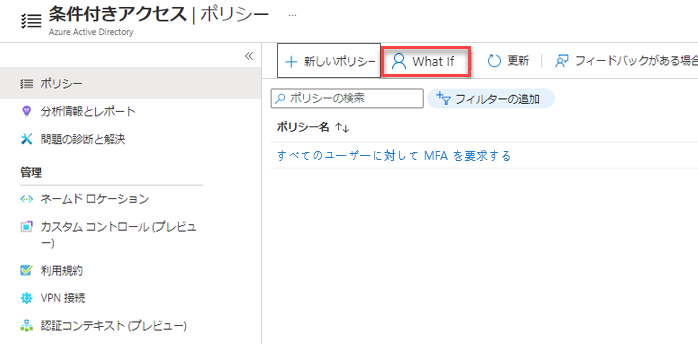 条件付きアクセス | ポリシー ...
Azure Active Directory
«
ポリシー
分析情報とレポート
問題の診断と解決
管理
ネームド ロケーション
カスタム コントロール (プレビュ
ー)
利用規約
VPN 接続
認証コンテキスト (プレビュー)
+ 新しいポリシー What If 更新 フィードバックがある場合
ポリシーの検索 フィルターの追加
ポリシー名 ↑↓
すべてのユーザーに対して MFA を要求する